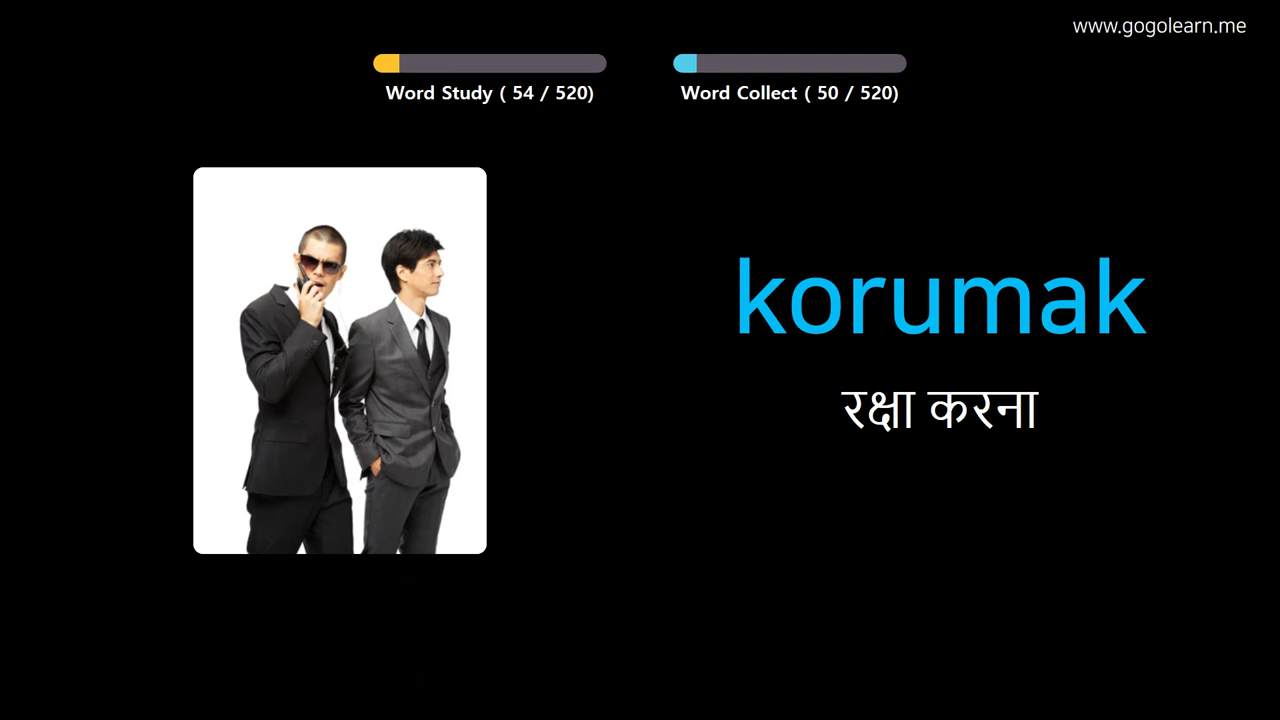 www.gogolearn.me
Word Study ( 54 / 520)
Word Collect ( 50 / 520)
korumak
रक्षा करना